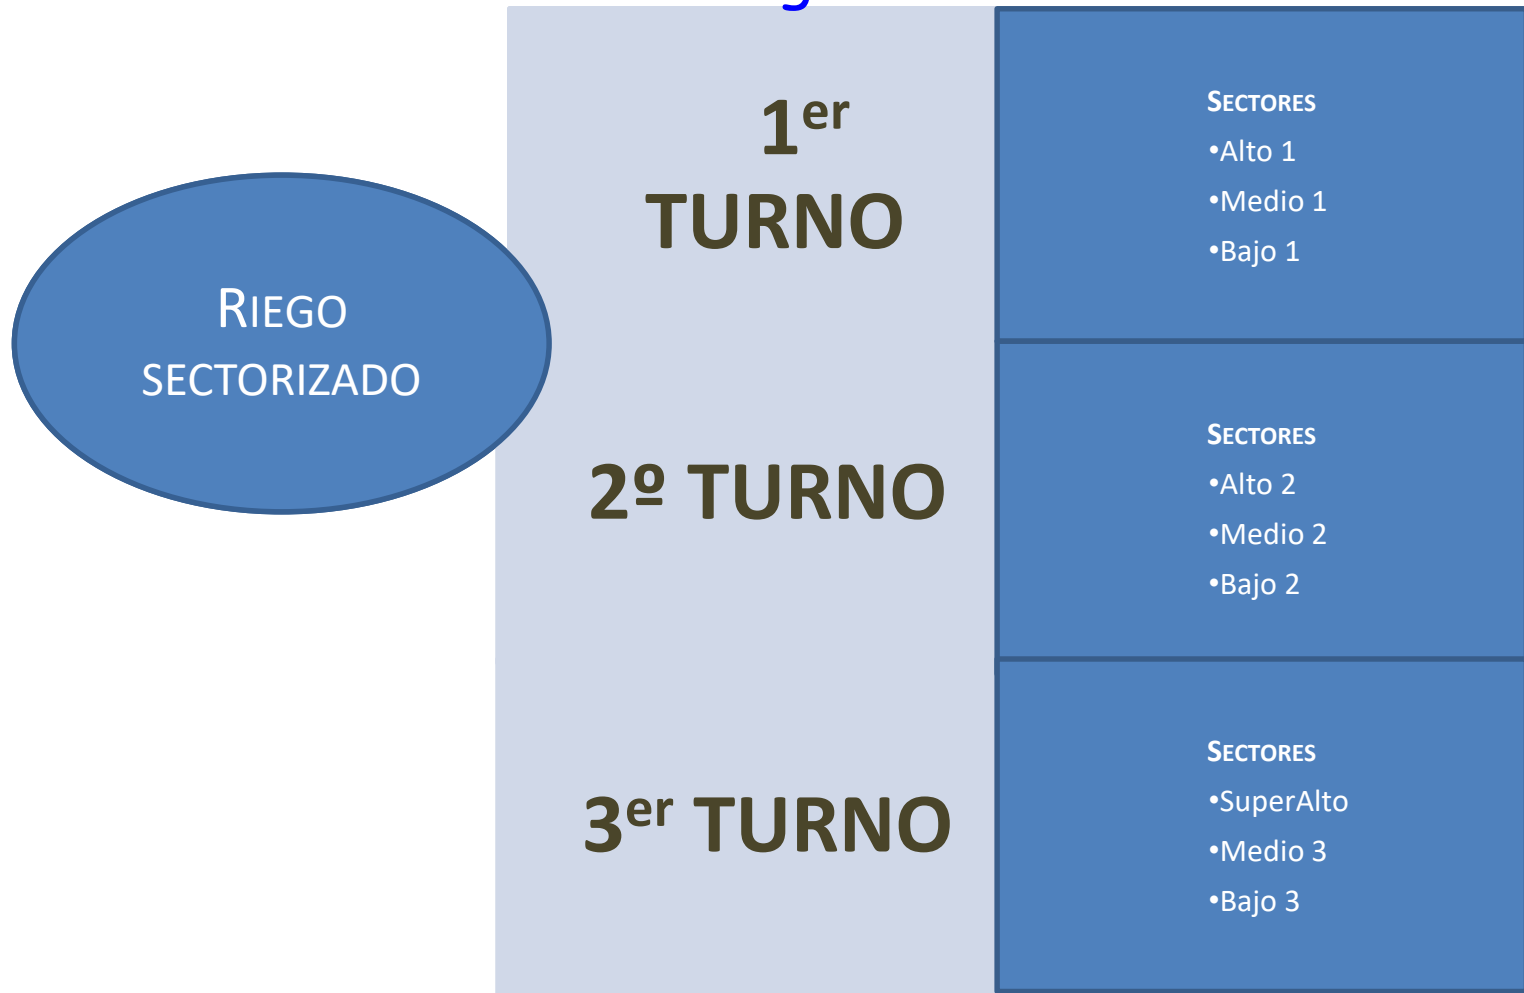 RIEGO
SECTORIZADO
1er
TURNO
SECTORES
•Alto 1
•Medio 1
•Bajo 1
2º TURNO
SECTORES
•Alto 2
•Medio 2
•Bajo 2
3er TURNO
SECTORES
•SuperAlto
•Medio 3
•Bajo 3